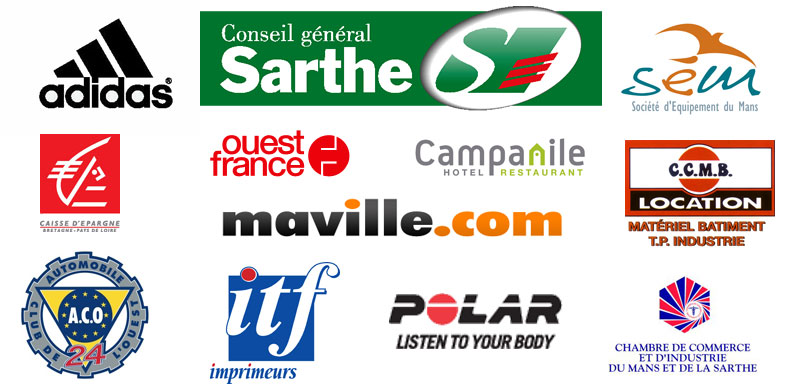 adidas®
Conseil général
Sarthe
sém
Société d'Equipement du Mans
CAISSE D'EPARGNE
BRETAGNE - PAYS DE LOIRE
ouest
france
Campanile
HOTEL RESTAURANT
C.C.M.B.
LOCATION
MATÉRIEL BATIMENT
T.P. INDUSTRIE
maville.com
AUTOMOBILE
CLUB DE L'OUEST
A.C.O
24
itf
imprimeurs
POLAR
LISTEN TO YOUR BODY
CHAMBRE DE COMMERCE
ET D'INDUSTRIE
DU MANS ET DE LA SARTHE